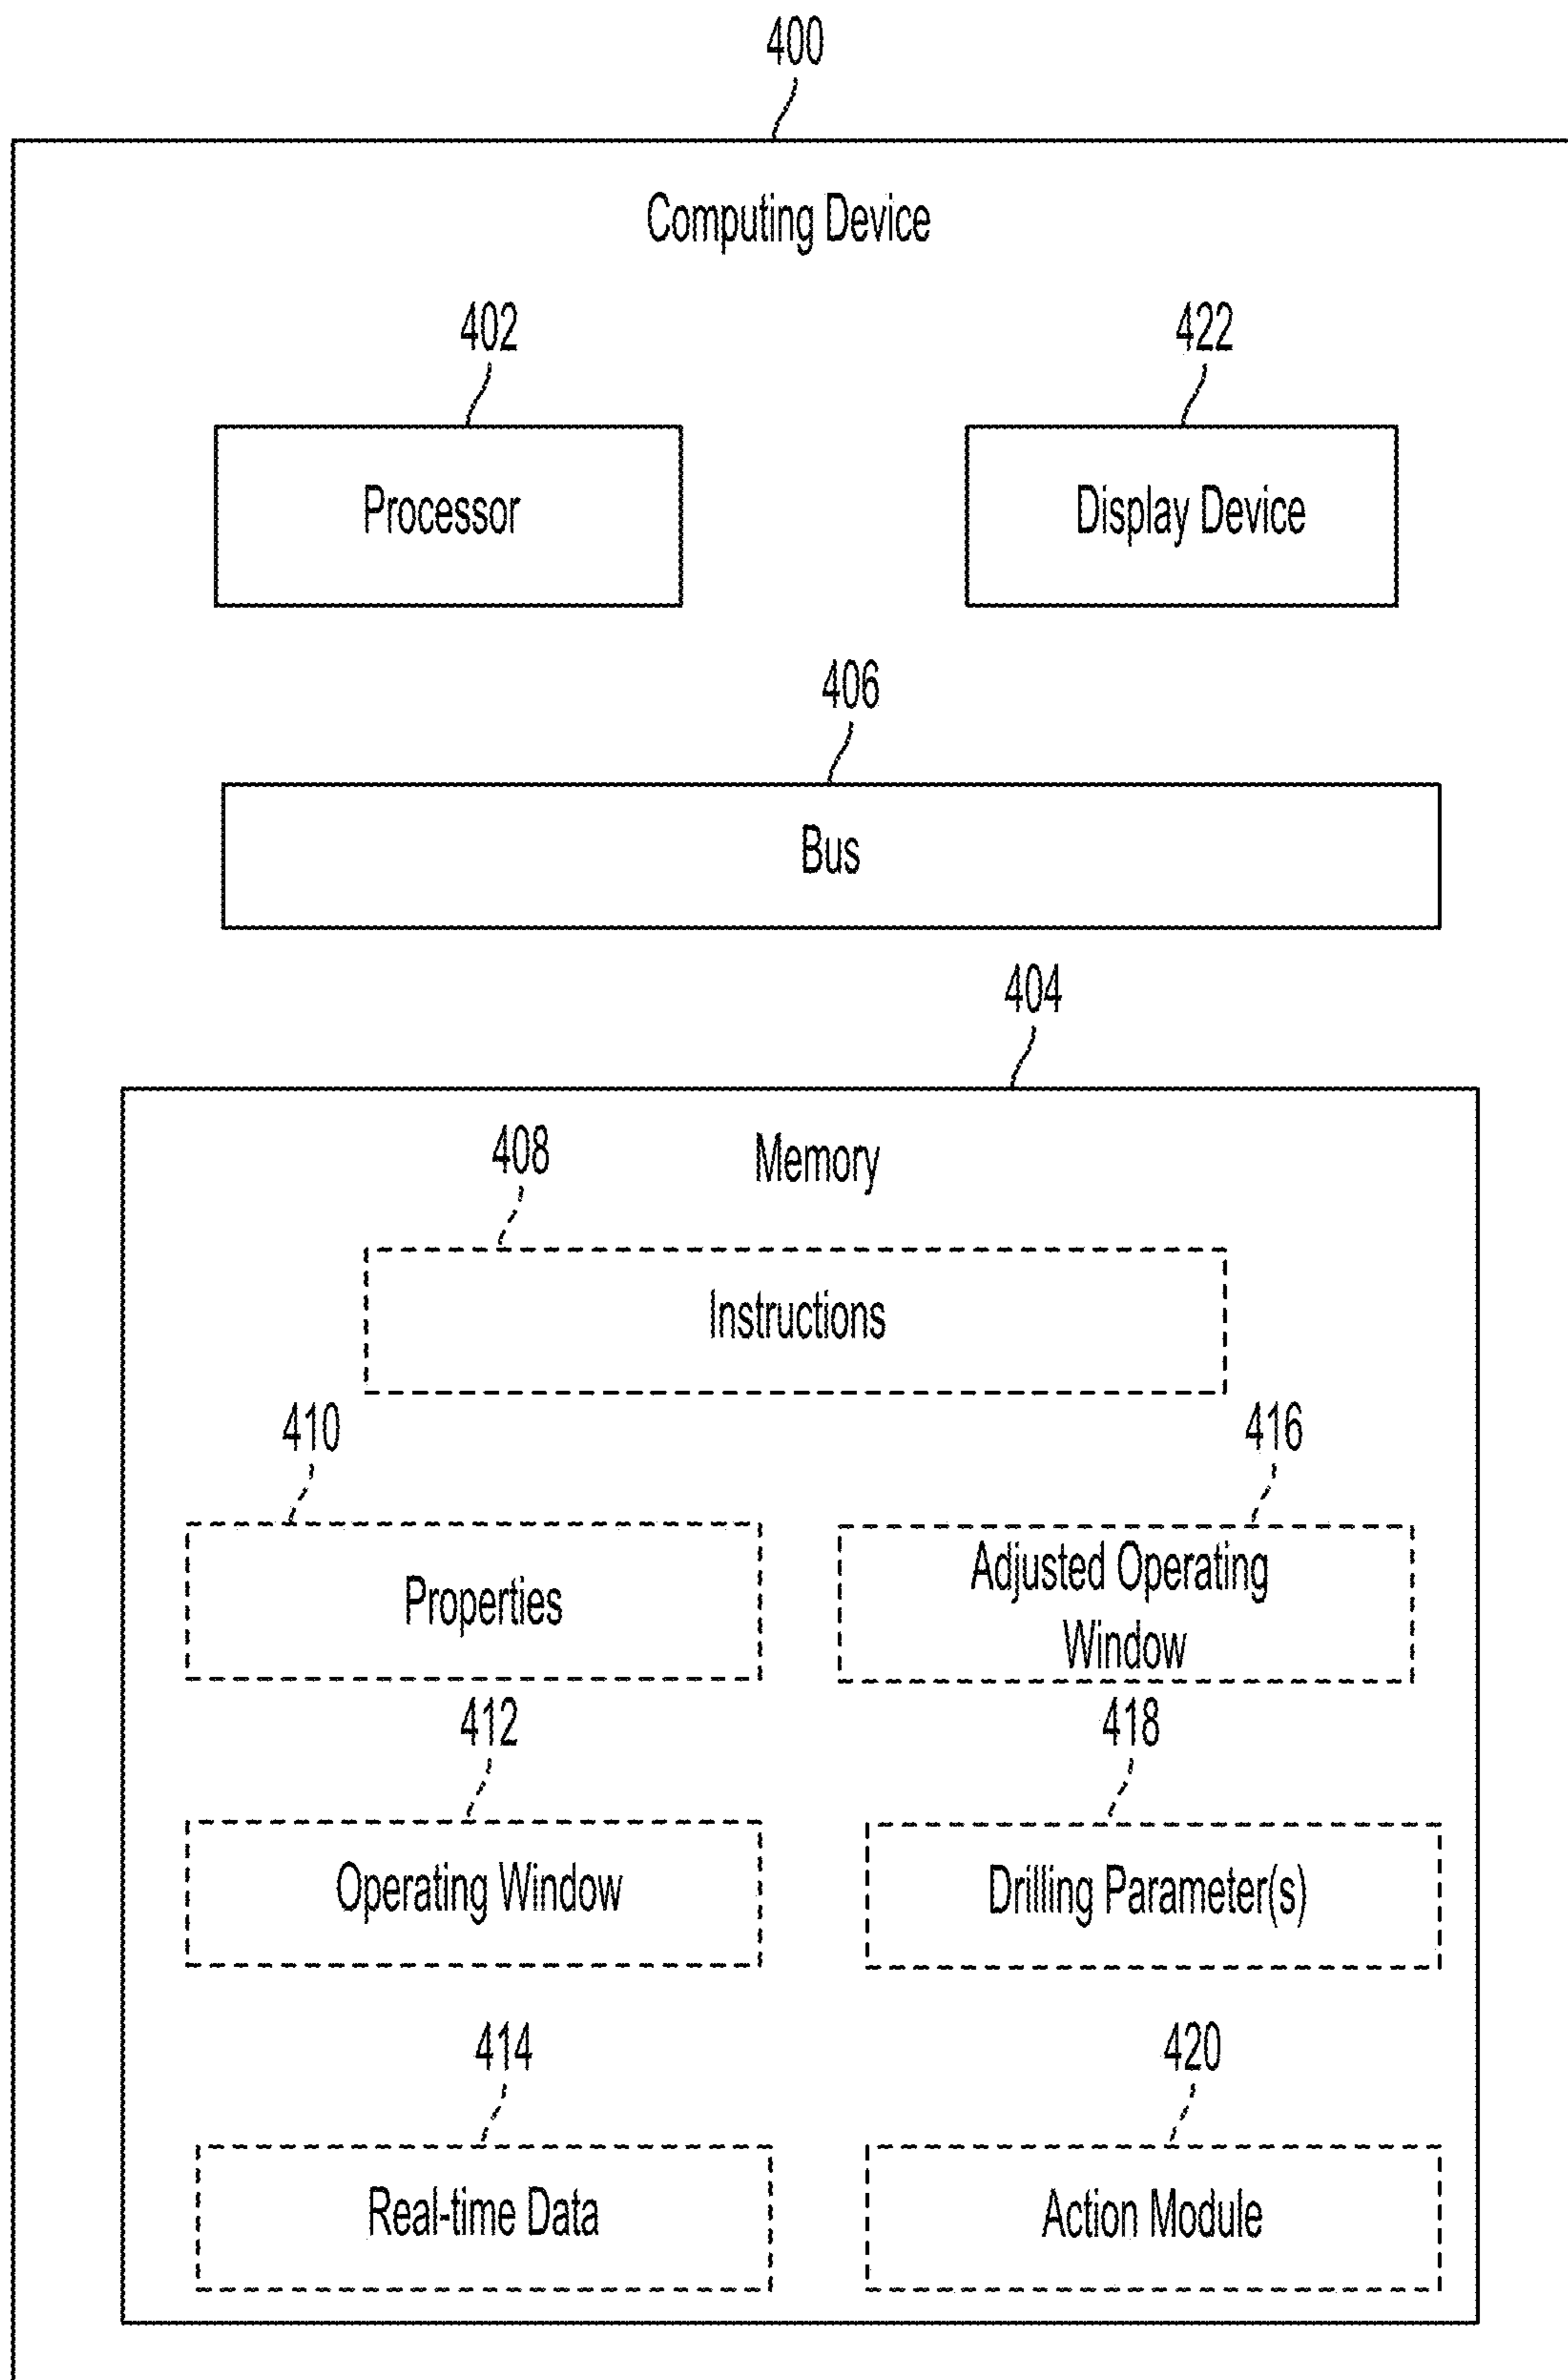 400
Computing Device
402
422
Processor
Display Device
406
Bus
404
408
Memory
Instructions
410
416
Properties
Adjusted Operating
Window
412
418
Operating Window
Drilling Parameter(s)
414
420
Real-time Data
Action Module